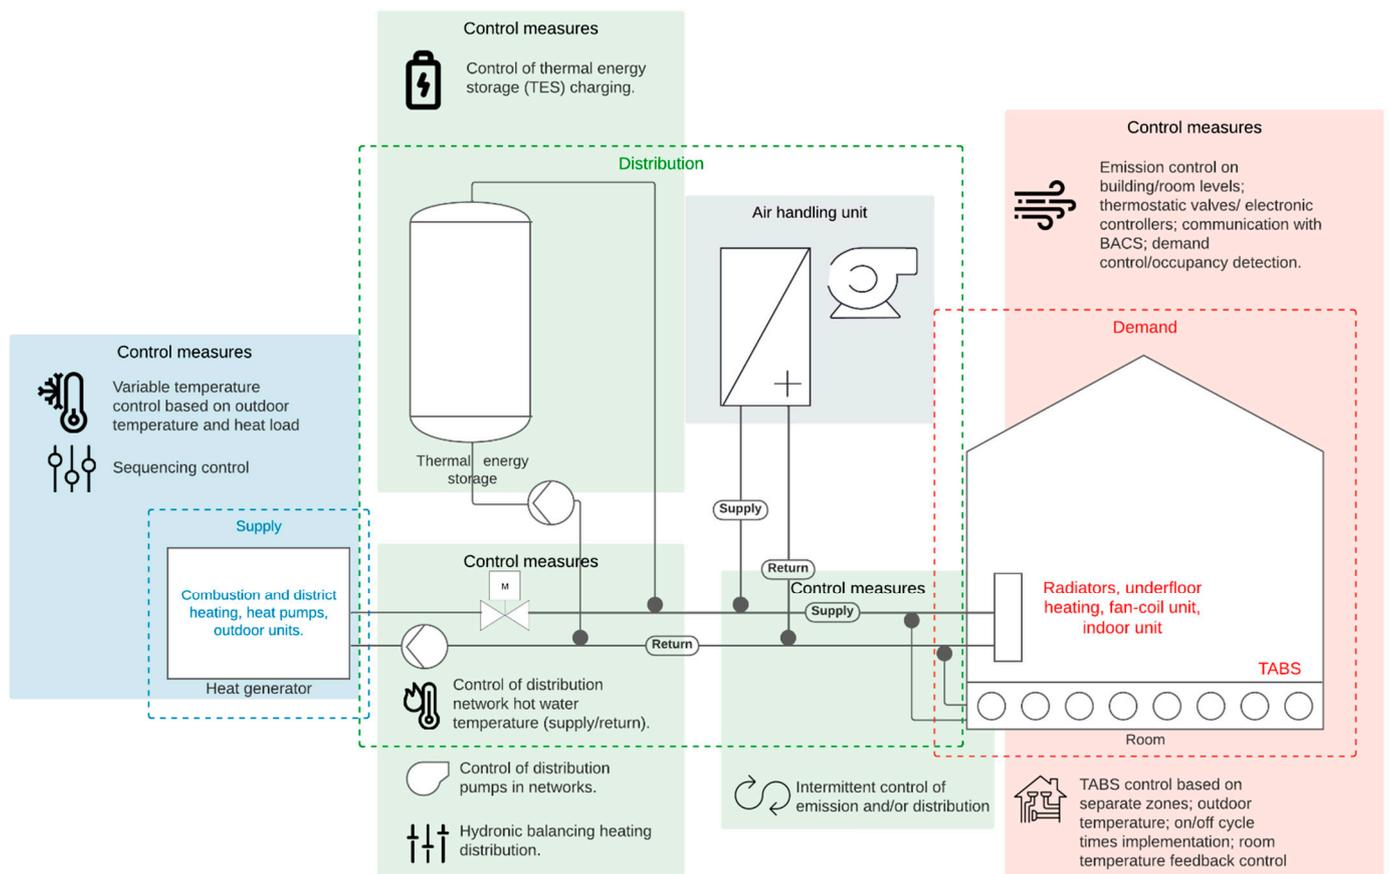 Control measures
Control of thermal energy
storage (TES) charging.
Distribution
Air handling unit
Control measures
Emission control on
building/room levels;
thermostatic valves/ electronic
controllers; communication with
BACS; demand
control/occupancy detection.
Demand
Control measures
Variable temperature
control based on outdoor
temperature and heat load
Sequencing control
Thermal energy
storage
Supply
Supply
Combustion and district
heating, heat pumps,
outdoor units.
Heat generator
Control measures
M
Return
Control measures
Supply
Return
Radiators, underfloor
heating, fan-coil unit,
indoor unit
TABS
Room
Control of distribution
network hot water
temperature (supply/return).
Control of distribution
pumps in networks.
Hydronic balancing heating
distribution.
Intermittent control of
emission and/or distribution
TABS control based on
separate zones; outdoor
temperature; on/off cycle
times implementation; room
temperature feedback control